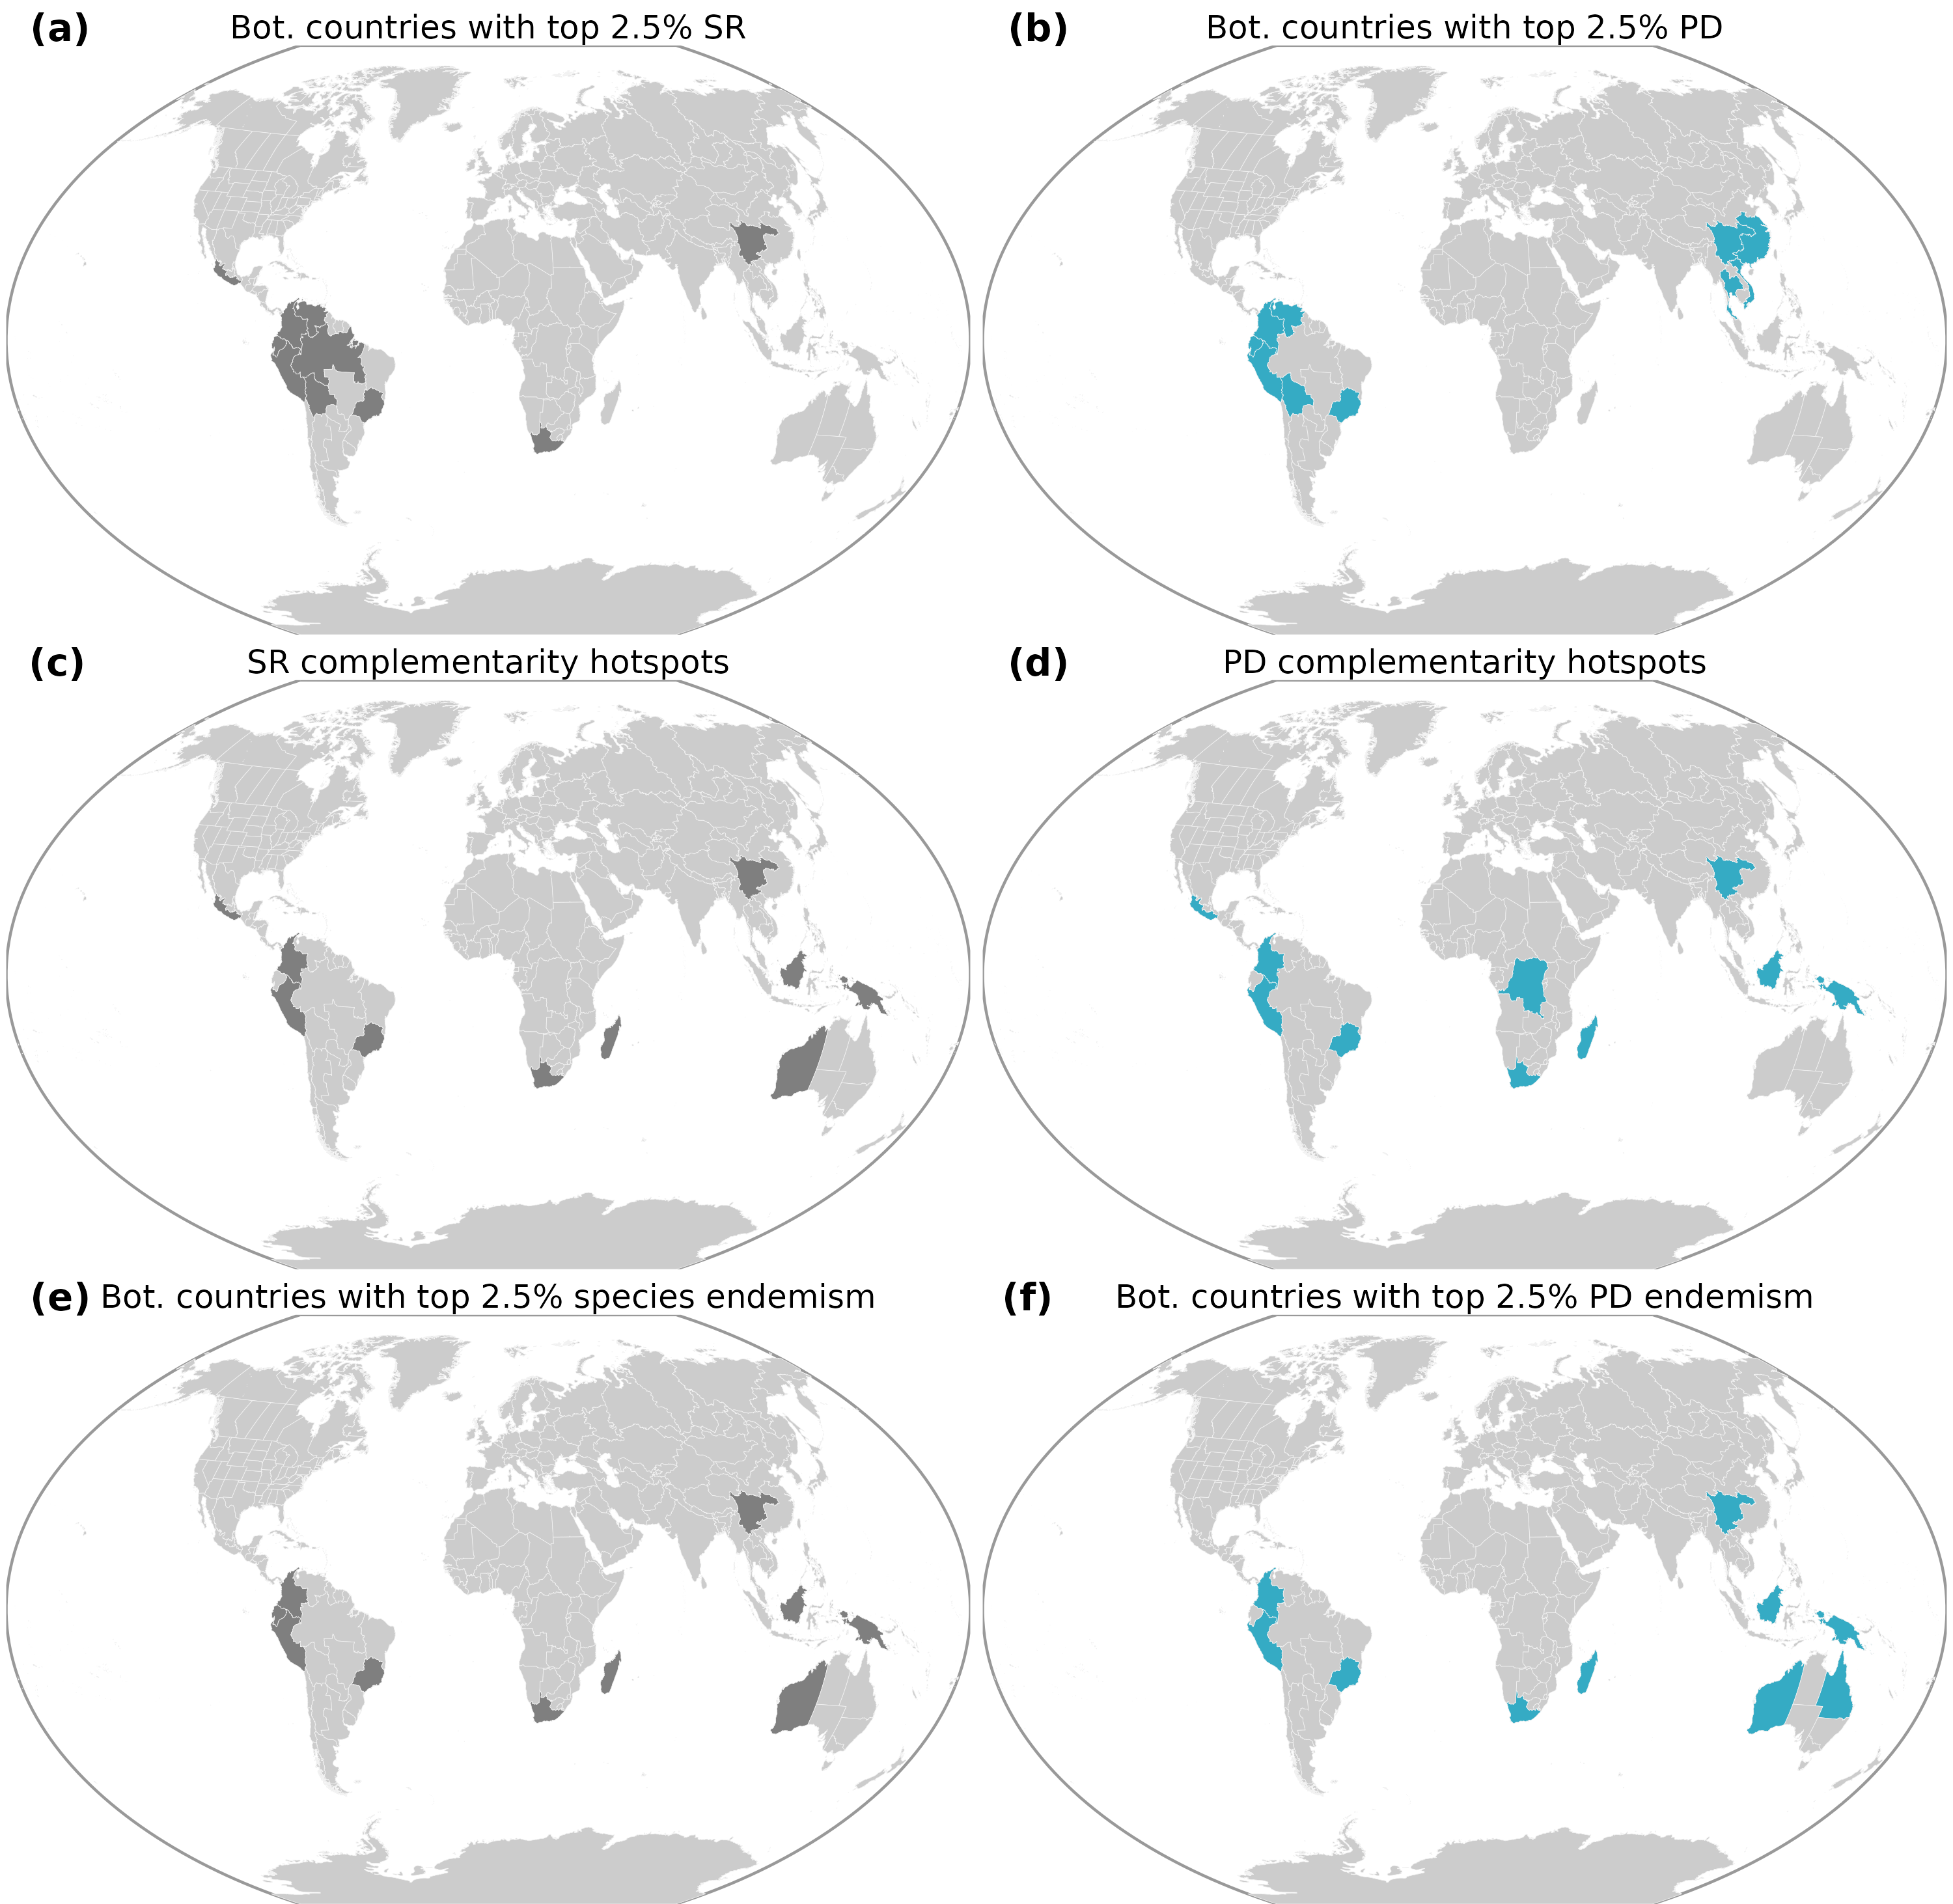 (a) Bot. countries with top 2.5% SR
(b) Bot. countries with top 2.5% PD
(c) SR complementarity hotspots
(d) PD complementarity hotspots
(e) Bot. countries with top 2.5% species endemism
(f) Bot. countries with top 2.5% PD endemism